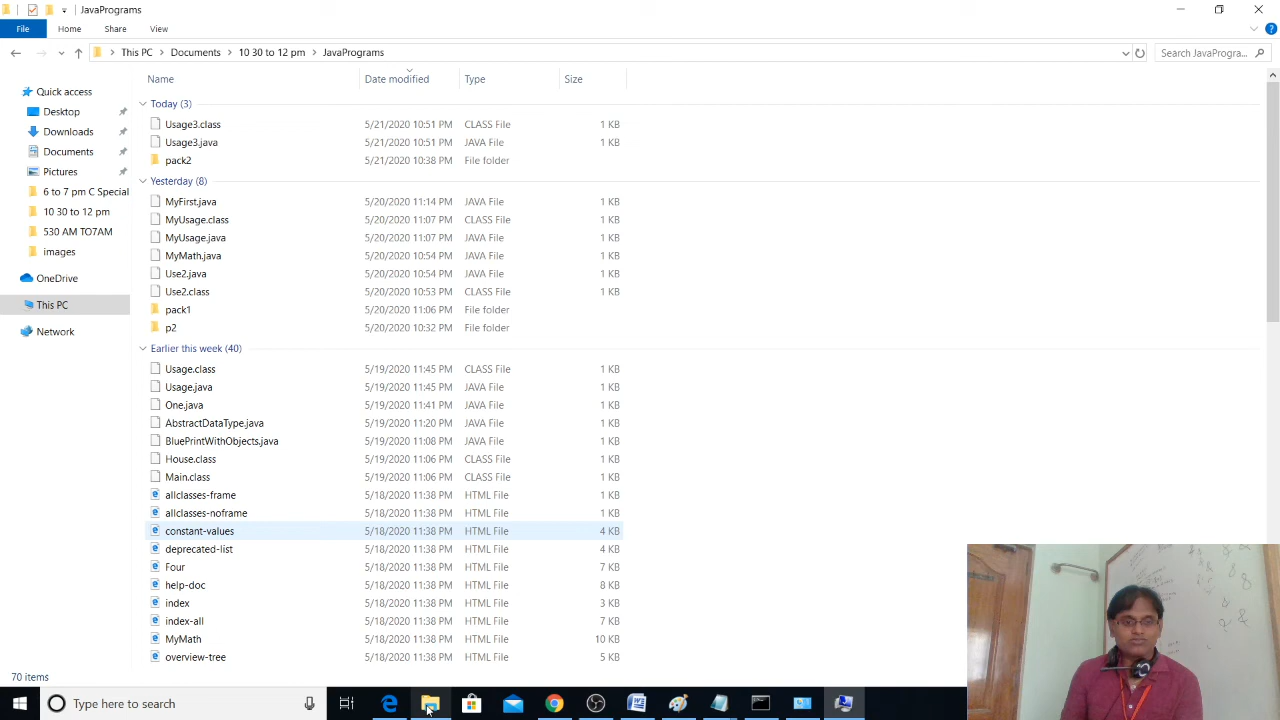 JavaPrograms
File Home Share View
This PC Documents 10 30 to 12 pm JavaPrograms
Search JavaProgra...
Name Date modified Type Size
Quick access
Desktop
Downloads
Documents
Pictures
6 to 7 pm C Special
10 30 to 12 pm
530 AM TO7AM
images
OneDrive
This PC
Network
Today (3)
Usage3.class 5/21/2020 10:51 PM CLASS File 1 KB
Usage3.java 5/21/2020 10:51 PM JAVA File 1 KB
pack2 5/21/2020 10:38 PM File folder
Yesterday (8)
MyFirst.java 5/20/2020 11:14 PM JAVA File 1 KB
MyUsage.class 5/20/2020 11:07 PM CLASS File 1 KB
MyUsage.java 5/20/2020 11:07 PM JAVA File 1 KB
MyMath.java 5/20/2020 10:54 PM JAVA File 1 KB
Use2.java 5/20/2020 10:54 PM JAVA File 1 KB
Use2.class 5/20/2020 10:53 PM CLASS File 1 KB
pack1 5/20/2020 11:06 PM File folder
p2 5/20/2020 10:32 PM File folder
Earlier this week (40)
Usage.class 5/19/2020 11:45 PM CLASS File 1 KB
Usage.java 5/19/2020 11:45 PM JAVA File 1 KB
One.java 5/19/2020 11:41 PM JAVA File 1 KB
AbstractDataType.java 5/19/2020 11:20 PM JAVA File 1 KB
BluePrintWithObjects.java 5/19/2020 11:08 PM JAVA File 1 KB
House.class 5/19/2020 11:06 PM CLASS File 1 KB
Main.class 5/19/2020 11:06 PM CLASS File 1 KB
allclasses-frame 5/18/2020 11:38 PM HTML File 1 KB
allclasses-noframe 5/18/2020 11:38 PM HTML File 1 KB
constant-values 5/18/2020 11:38 PM HTML File 4 KB
deprecated-list 5/18/2020 11:38 PM HTML File 4 KB
Four 5/18/2020 11:38 PM HTML File 7 KB
help-doc 5/18/2020 11:38 PM HTML File 8 KB
index 5/18/2020 11:38 PM HTML File 3 KB
index-all 5/18/2020 11:38 PM HTML File 7 KB
MyMath 5/18/2020 11:38 PM HTML File 10 KB
overview-tree 5/18/2020 11:38 PM HTML File 5 KB
70 items
Type here to search